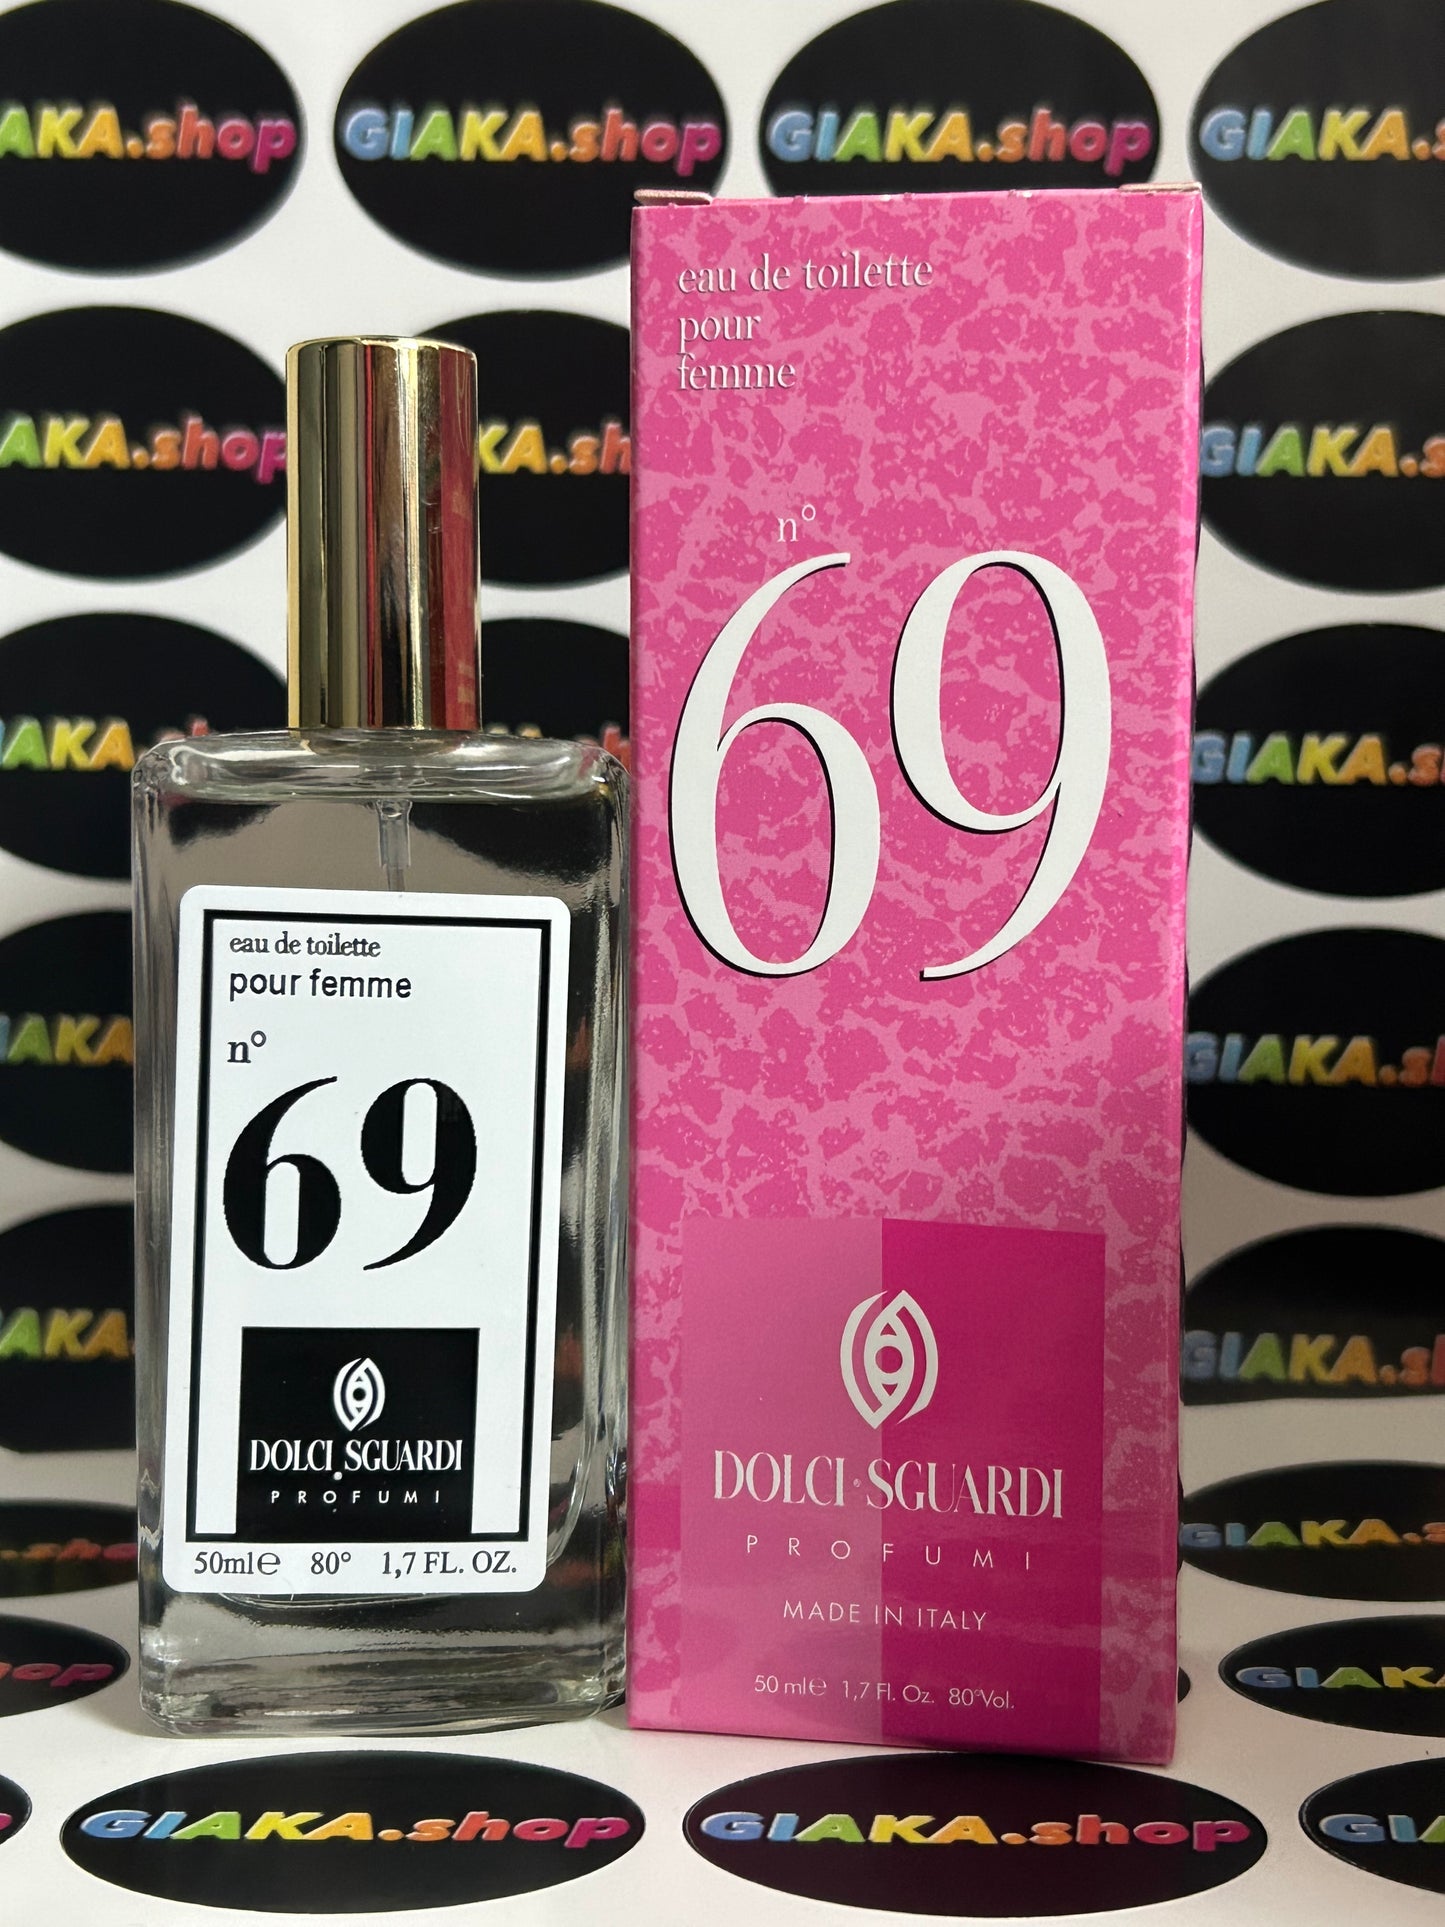 GIAKA.shop
GIAKA.shop
eau de toilette
pour
femme
n°
69
DOLCI·SGUARDI
PROFUMI
MADE IN ITALY
50 ml℮ 1,7 Fl. Oz. 80°Vol.
eau de toilette
pour femme
n°
69
DOLCI·SGUARDI
PROFUMI
50ml℮ 80° 1,7 FL. OZ.
GIAKA.shop
GIAKA.shop